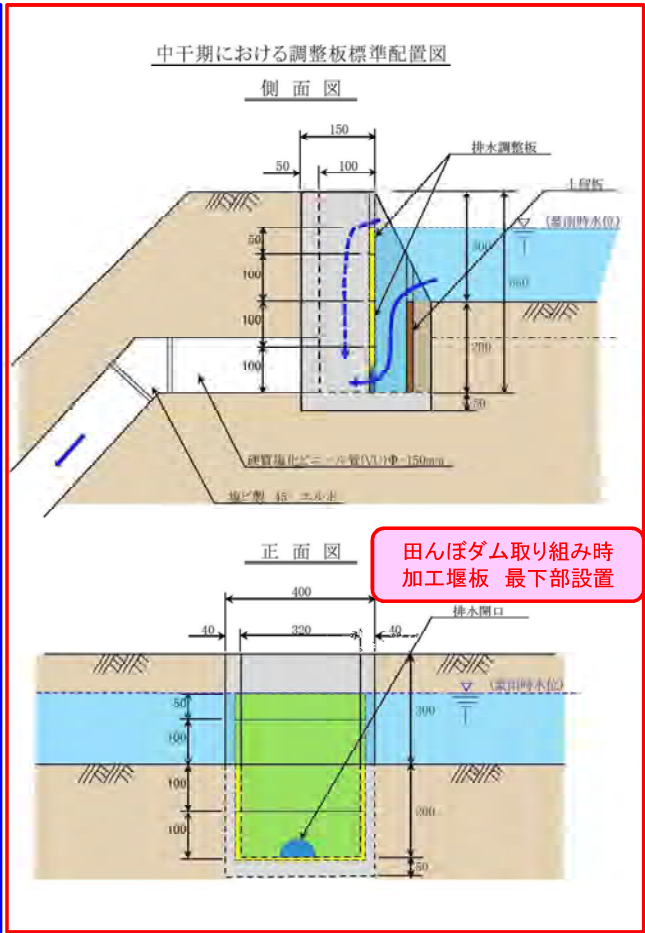 中干期における調整板標準配置図
側面図
150
50
100
排水調整板
土留板
(豪雨時水位)
50
100
100
100
300
200
50
硬質塩化ビニール管(VU)Φ-150mm
塩ビ製 45° エルボ
正面図
田んぼダム取り組み時
加工堰板 最下部設置
400
排水開口
40
320
40
(豪雨時水位)
50
100
100
100
300
200
50